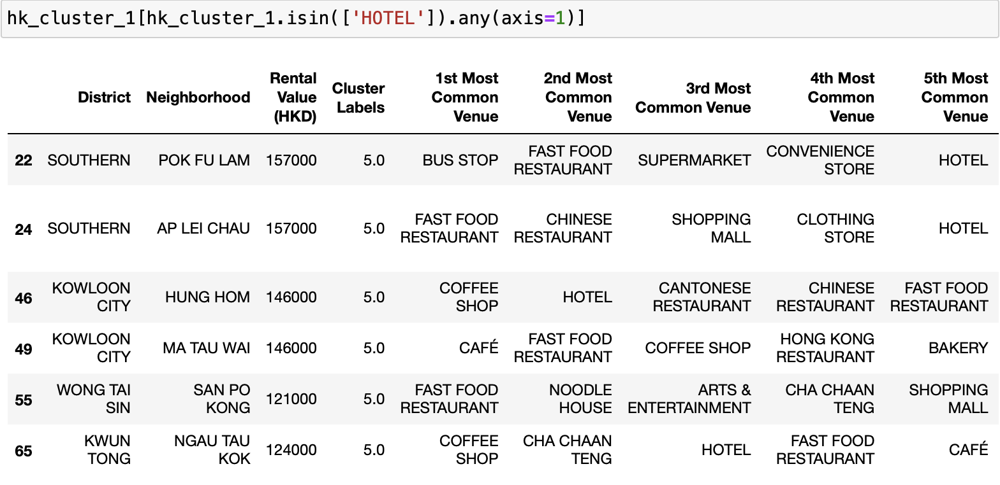 hk_cluster_1[hk_cluster_1.isin(['HOTEL']).any(axis=1)]
District Neighborhood Rental Value (HKD) Cluster Labels 1st Most Common Venue 2nd Most Common Venue 3rd Most Common Venue 4th Most Common Venue 5th Most Common Venue
22 SOUTHERN POK FU LAM 157000 5.0 BUS STOP FAST FOOD RESTAURANT SUPERMARKET CONVENIENCE STORE HOTEL
24 SOUTHERN AP LEI CHAU 157000 5.0 FAST FOOD RESTAURANT CHINESE RESTAURANT SHOPPING MALL CLOTHING STORE HOTEL
46 KOWLOON CITY HUNG HOM 146000 5.0 COFFEE SHOP HOTEL CANTONESE RESTAURANT CHINESE RESTAURANT FAST FOOD RESTAURANT
49 KOWLOON CITY MA TAU WAI 146000 5.0 CAFÉ FAST FOOD RESTAURANT COFFEE SHOP HONG KONG RESTAURANT BAKERY
55 WONG TAI SIN SAN PO KONG 121000 5.0 FAST FOOD RESTAURANT NOODLE HOUSE ARTS & ENTERTAINMENT CHA CHAAN TENG SHOPPING MALL
65 KWUN TONG NGAU TAU KOK 124000 5.0 COFFEE SHOP CHA CHAAN TENG HOTEL FAST FOOD RESTAURANT CAFÉ